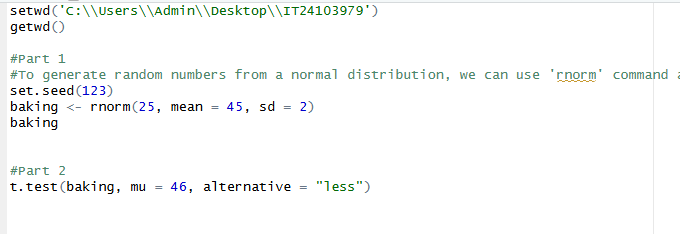 setwd('C:\\Users\\Admin\\Desktop\\IT24103979')
getwd()
#Part 1
#To generate random numbers from a normal distribution, we can use 'rnorm' command a
set.seed(123)
baking <- rnorm(25, mean = 45, sd = 2)
baking
#Part 2
t.test(baking, mu = 46, alternative = "less")